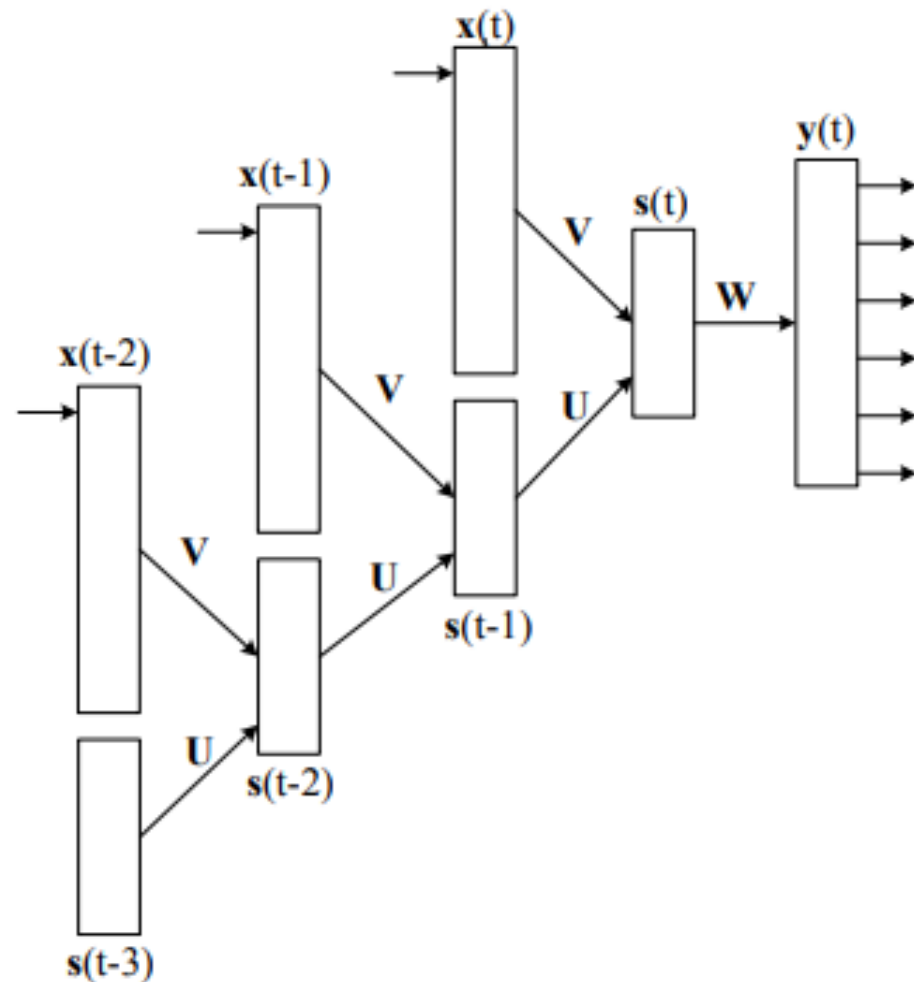 x(t)
y(t)
x(t-1)
s(t)
V
W
x(t-2)
V
U
V
U
s(t-1)
U
s(t-2)
s(t-3)